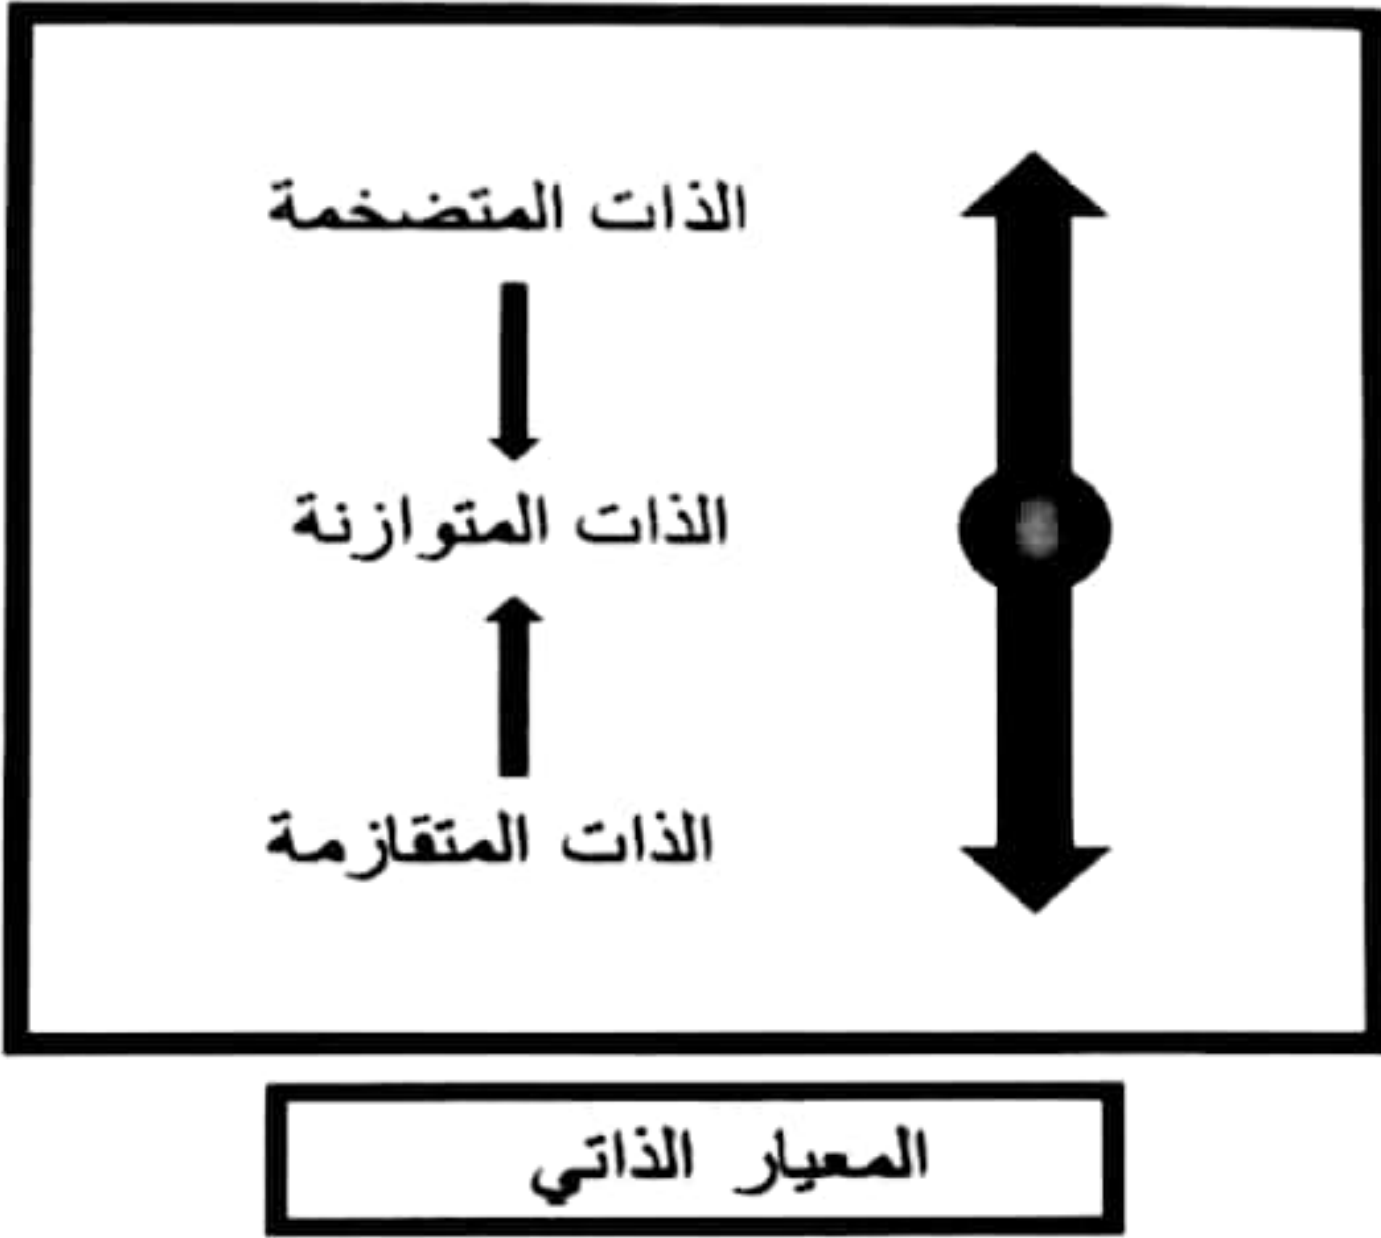 الذات المتضخمة
الذات المتوازنة
الذات المتقازمة
المعيار الذاتي